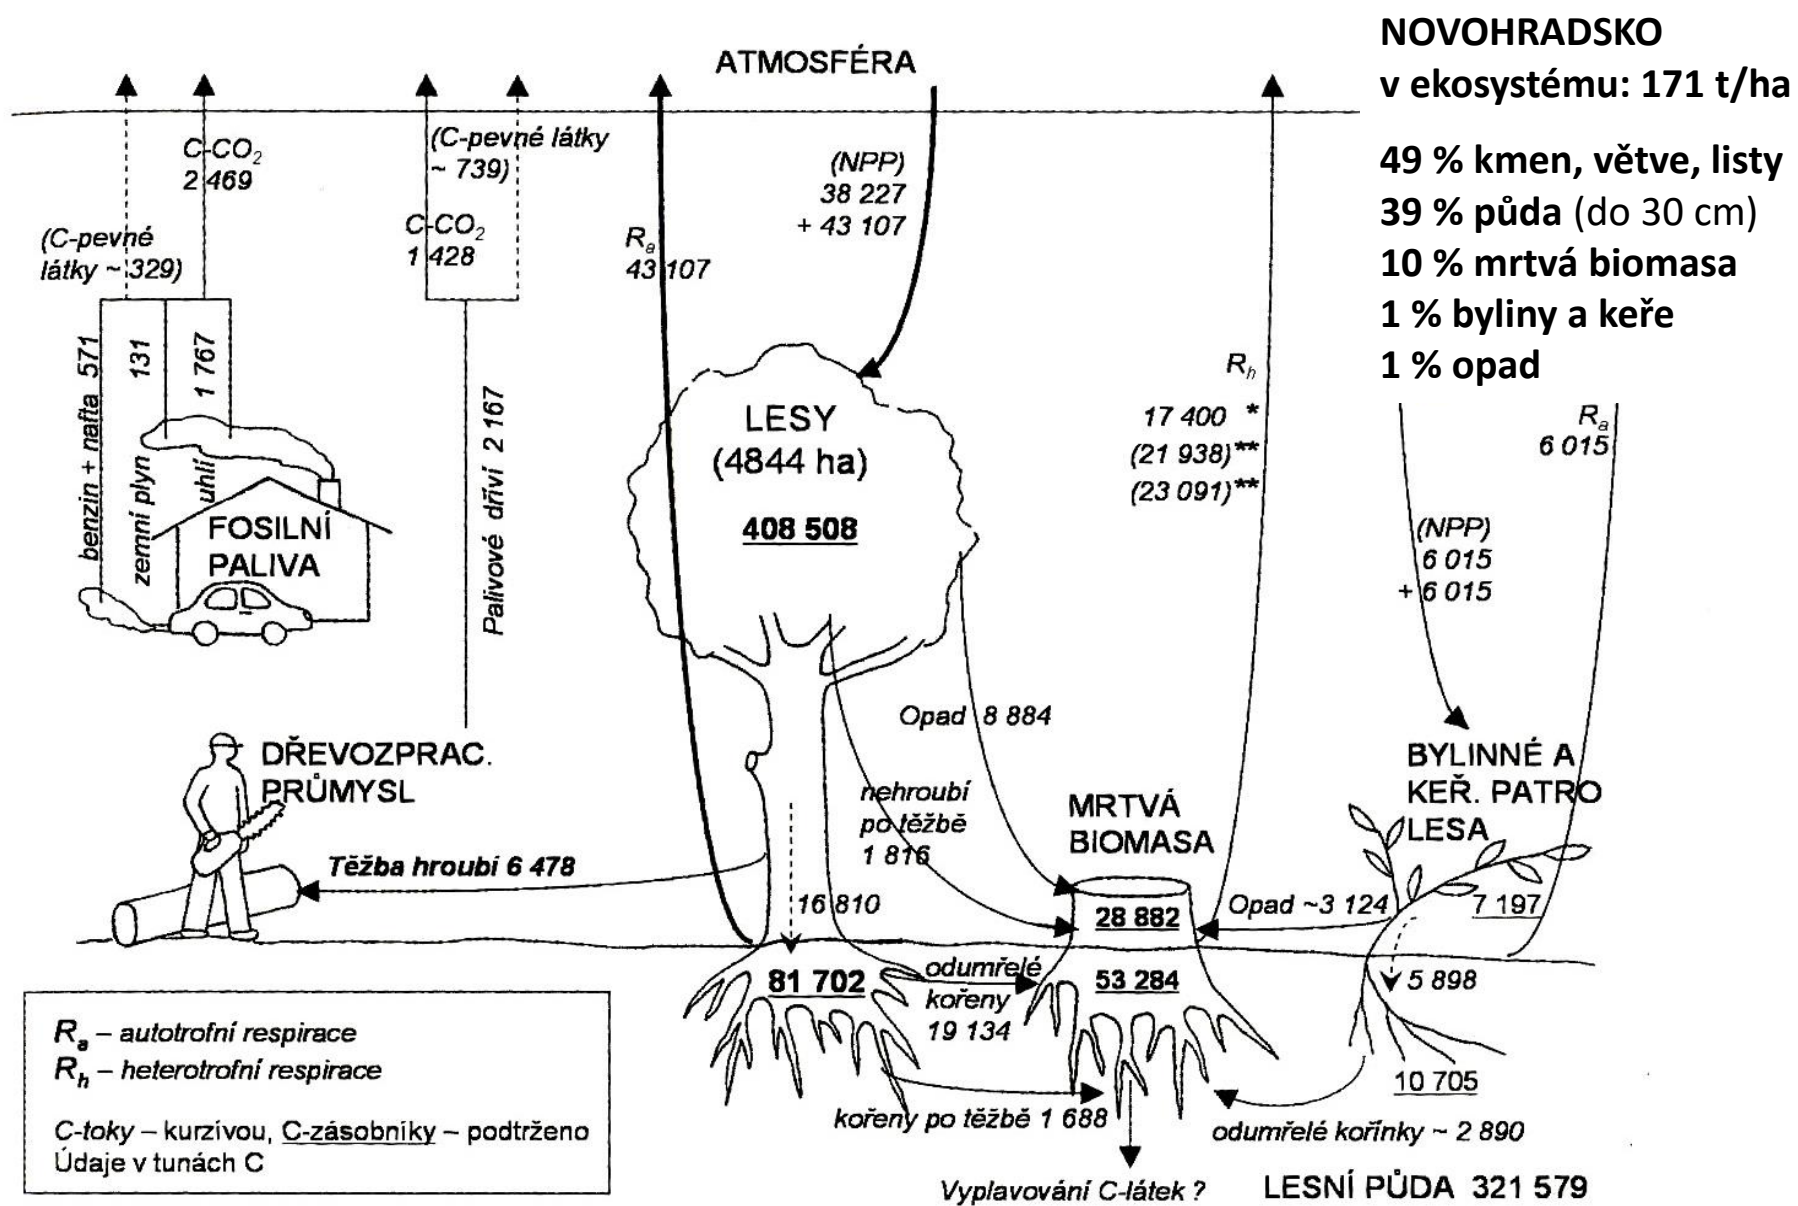 NOVOHRADSKO
v ekosystému: 171 t/ha
49 % kmen, větve, listy
39 % půda (do 30 cm)
10 % mrtvá biomasa
1 % byliny a keře
1 % opad
ATMOSFÉRA
C-CO2
2 469
(C-pevné
látky ~ 329)
(C-pevné látky
~ 739)
C-CO2
1 428
Ra
43 107
(NPP)
38 227
+ 43 107
benzin + nafta 571
zemní plyn 131
uhlí 1 767
FOSILNÍ
PALIVA
Palivové dříví 2 167
LESY
(4844 ha)
408 508
Rh
17 400 *
(21 938)**
(23 091)**
Ra
6 015
(NPP)
6 015
+ 6 015
DŘEVOZPRAC.
PRŮMYSL
Těžba hroubí 6 478
Opad 8 884
nehroubí
po těžbě
1 816
MRTVÁ
BIOMASA
BYLINNÉ A
KEŘ. PATRO
LESA
16 810
28 882
Opad ~3 124
7 197
81 702
odumřelé
kořeny
19 134
53 284
5 898
10 705
kořeny po těžbě 1 688
odumřelé kořínky ~ 2 890
Vyplavování C-látek ?
LESNÍ PŮDA 321 579
Ra – autotrofní respirace
Rh – heterotrofní respirace
C-toky – kurzívou, C-zásobníky – podtrženo
Údaje v tunách C